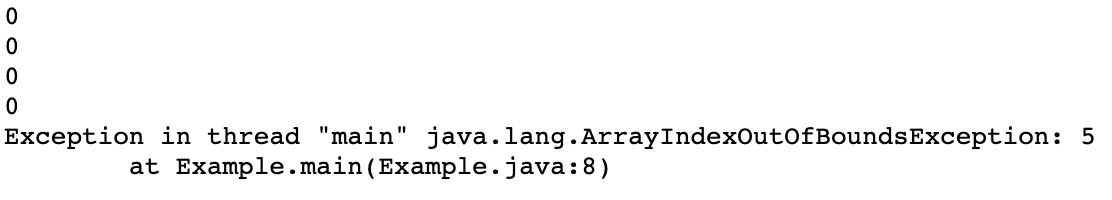 0
0
0
0
Exception in thread "main" java.lang.ArrayIndexOutOfBoundsException: 5
        at Example.main(Example.java:8)